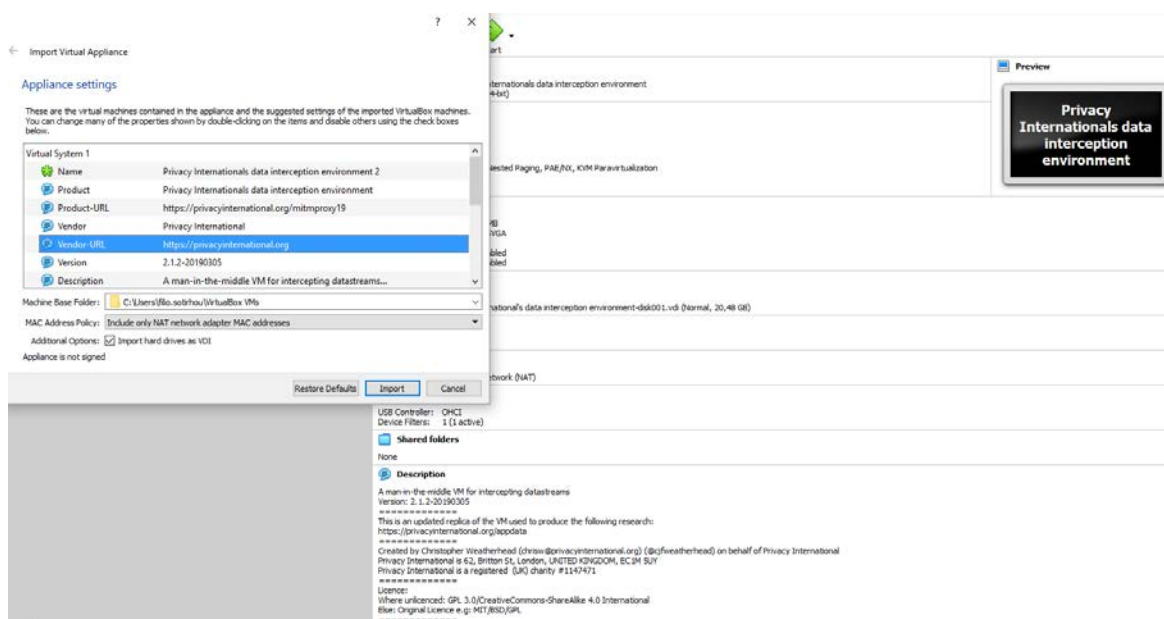 ? ×
Import Virtual Appliance
Appliance settings
These are the virtual machines contained in the appliance and the suggested settings of the imported VirtualBox machines.
You can change many of the properties shown by double-clicking on the items and disable others using the check boxes
below.
Virtual System 1
Name Privacy Internationals data interception environment 2
Product Privacy Internationals data interception environment
Product-URL https://privacyinternational.org/mitmproxy19
Vendor Privacy International
Vendor-URL https://privacyinternational.org
Version 2.1.2-20190305
Description A man-in-the-middle VM for intercepting datastreams...
Machine Base Folder: C:\Users\filio.sotirhou\VirtualBox VMs
MAC Address Policy: Include only NAT network adapter MAC addresses
Additional Options: Import hard drives as VDI
Appliance is not signed
Restore Defaults Import Cancel
art
ternationals data interception environment
4-bit)
Nested Paging, PAE/NX, KVM Paravirtualization
MB
SVGA
bled
bled
national's data interception environment-disk001.vdi (Normal, 20,48 GB)
etwork (NAT)
USB Controller: OHCI
Device Filters: 1 (1 active)
Shared folders
None
Description
A man-in-the-middle VM for intercepting datastreams
Version: 2.1.2-20190305
=============
This is an updated replica of the VM used to produce the following research:
https://privacyinternational.org/appdata
=============
Created by Christopher Weatherhead (chrisw@privacyinternational.org) (@cjfweatherhead) on behalf of Privacy International
Privacy International is 62, Britton St, London, UNITED KINGDOM, EC1M 5UY
Privacy International is a registered (UK) charity #1147471
=============
Licence:
Where unlicenced: GPL 3.0/CreativeCommons-ShareAlike 4.0 International
Else: Original Licence e.g: MIT/BSD/GPL
=============
Preview
Privacy
Internationals data
interception
environment